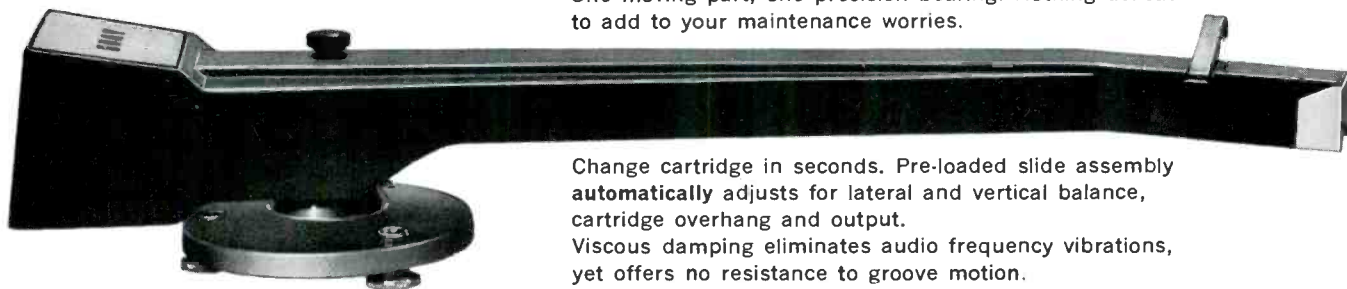 to add to your maintenance worries.
Change cartridge in seconds. Pre-loaded slide assembly
automatically adjusts for lateral and vertical balance,
cartridge overhang and output.
Viscous damping eliminates audio frequency vibrations,
yet offers no resistance to groove motion.